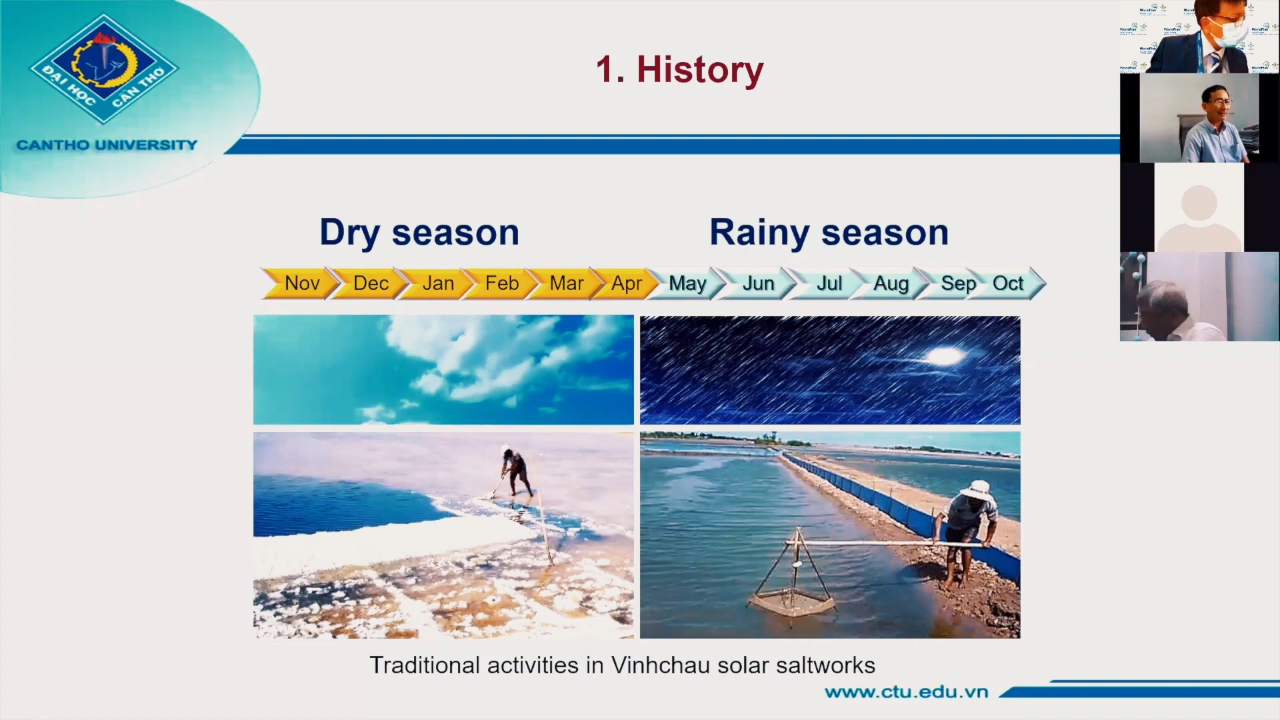 1. History
ĐẠI HỌC CẦN THƠ
CANTHO UNIVERSITY
Dry season
Rainy season
Nov Dec Jan Feb Mar Apr May Jun Jul Aug Sep Oct
Traditional activities in Vinhchau solar saltworks
www.ctu.edu.vn